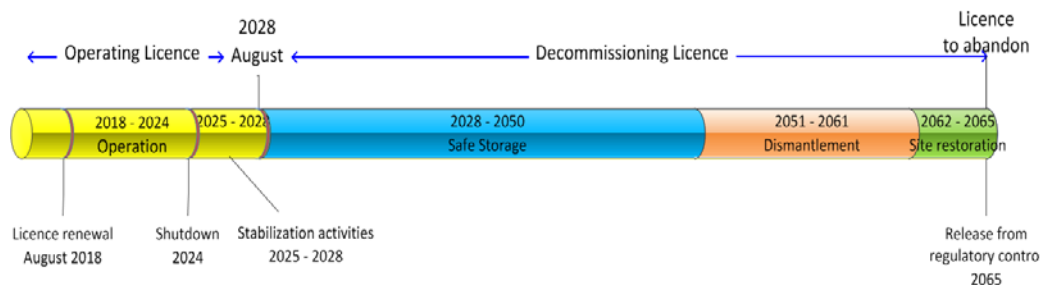 2028
August
Operating Licence
Decommissioning Licence
Licence
to abandon
2018 - 2024
Operation
2025 - 2028
2028 - 2050
Safe Storage
2051 - 2061
Dismantlement
2062 - 2065
Site restoration
Licence renewal
August 2018
Shutdown
2024
Stabilization activities
2025 - 2028
Release from
regulatory contro
2065